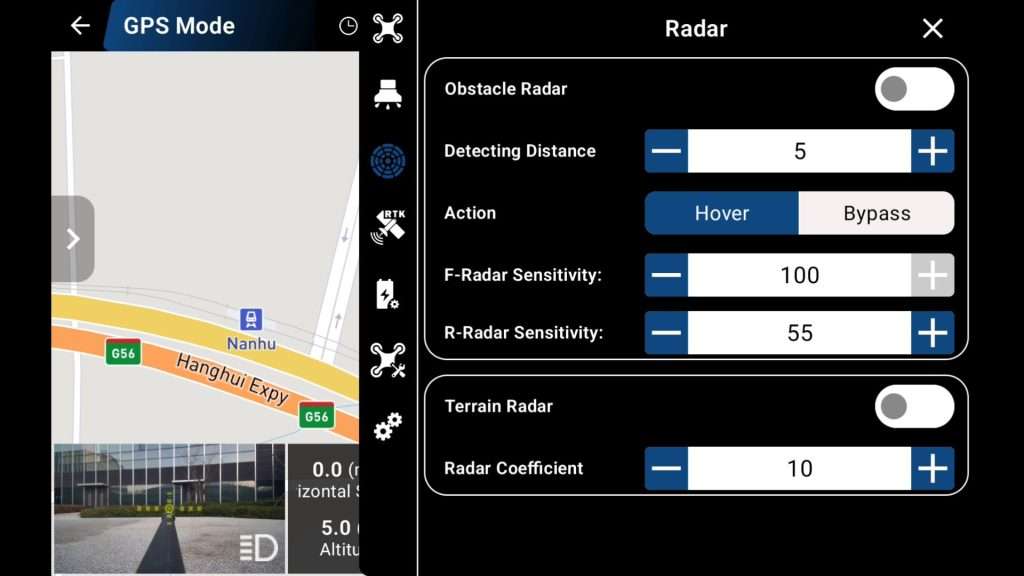 GPS Mode
Nanhu
G56
Hanghui Expy
G56
0.0
izontal
5.0
RTK
Radar
Obstacle Radar
Detecting Distance
5
Action
Hover
Bypass
F-Radar Sensitivity:
100
R-Radar Sensitivity:
55
Terrain Radar
Radar Coefficient
10